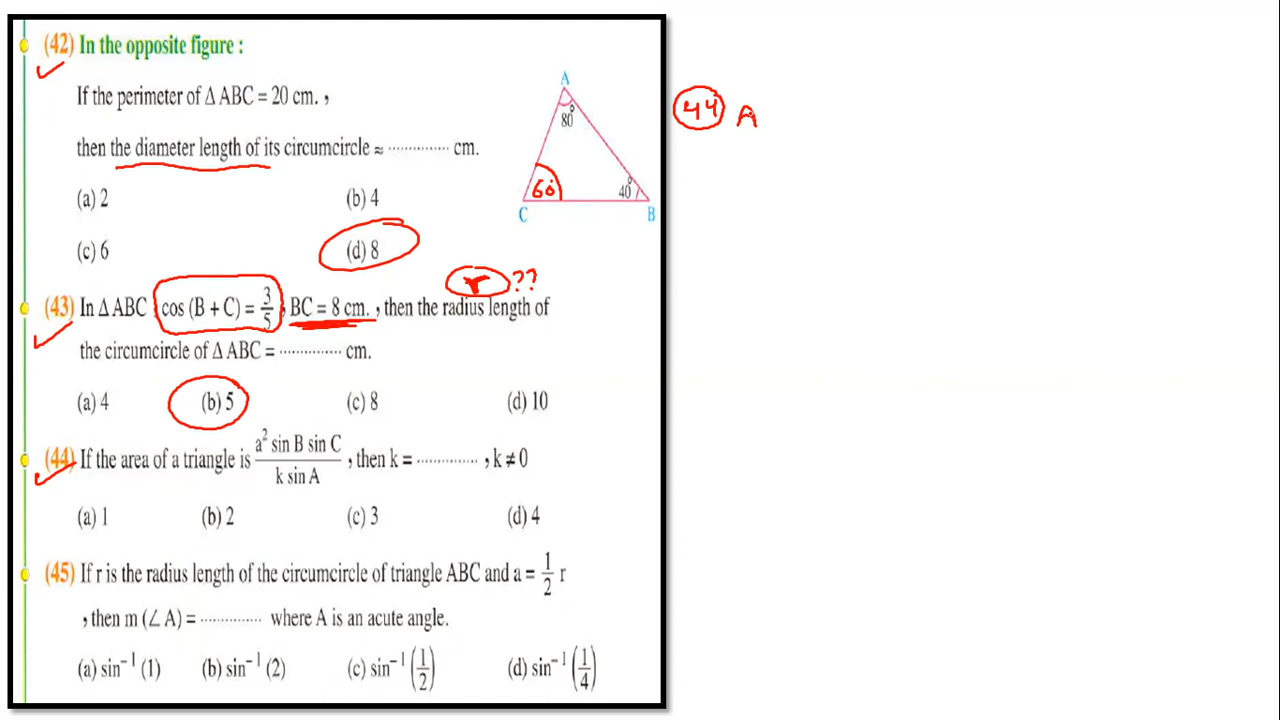 (42) In the opposite figure :
If the perimeter of Δ ABC = 20 cm. ,
then the diameter length of its circumcircle ≈ ............... cm.
(a) 2 (b) 4
(c) 6 (d) 8
A
80°
60°
40°
C B
44 A
r ??
(43) In Δ ABC cos (B + C) = 3/5 , BC = 8 cm. , then the radius length of
the circumcircle of Δ ABC = ............... cm.
(a) 4 (b) 5 (c) 8 (d) 10
(44) If the area of a triangle is a² sin B sin C / k sin A , then k = ............... , k ≠ 0
(a) 1 (b) 2 (c) 3 (d) 4
(45) If r is the radius length of the circumcircle of triangle ABC and a = 1/2 r
, then m (∠ A) = ............... where A is an acute angle.
(a) sin⁻¹ (1) (b) sin⁻¹ (2) (c) sin⁻¹ (1/2) (d) sin⁻¹ (1/4)